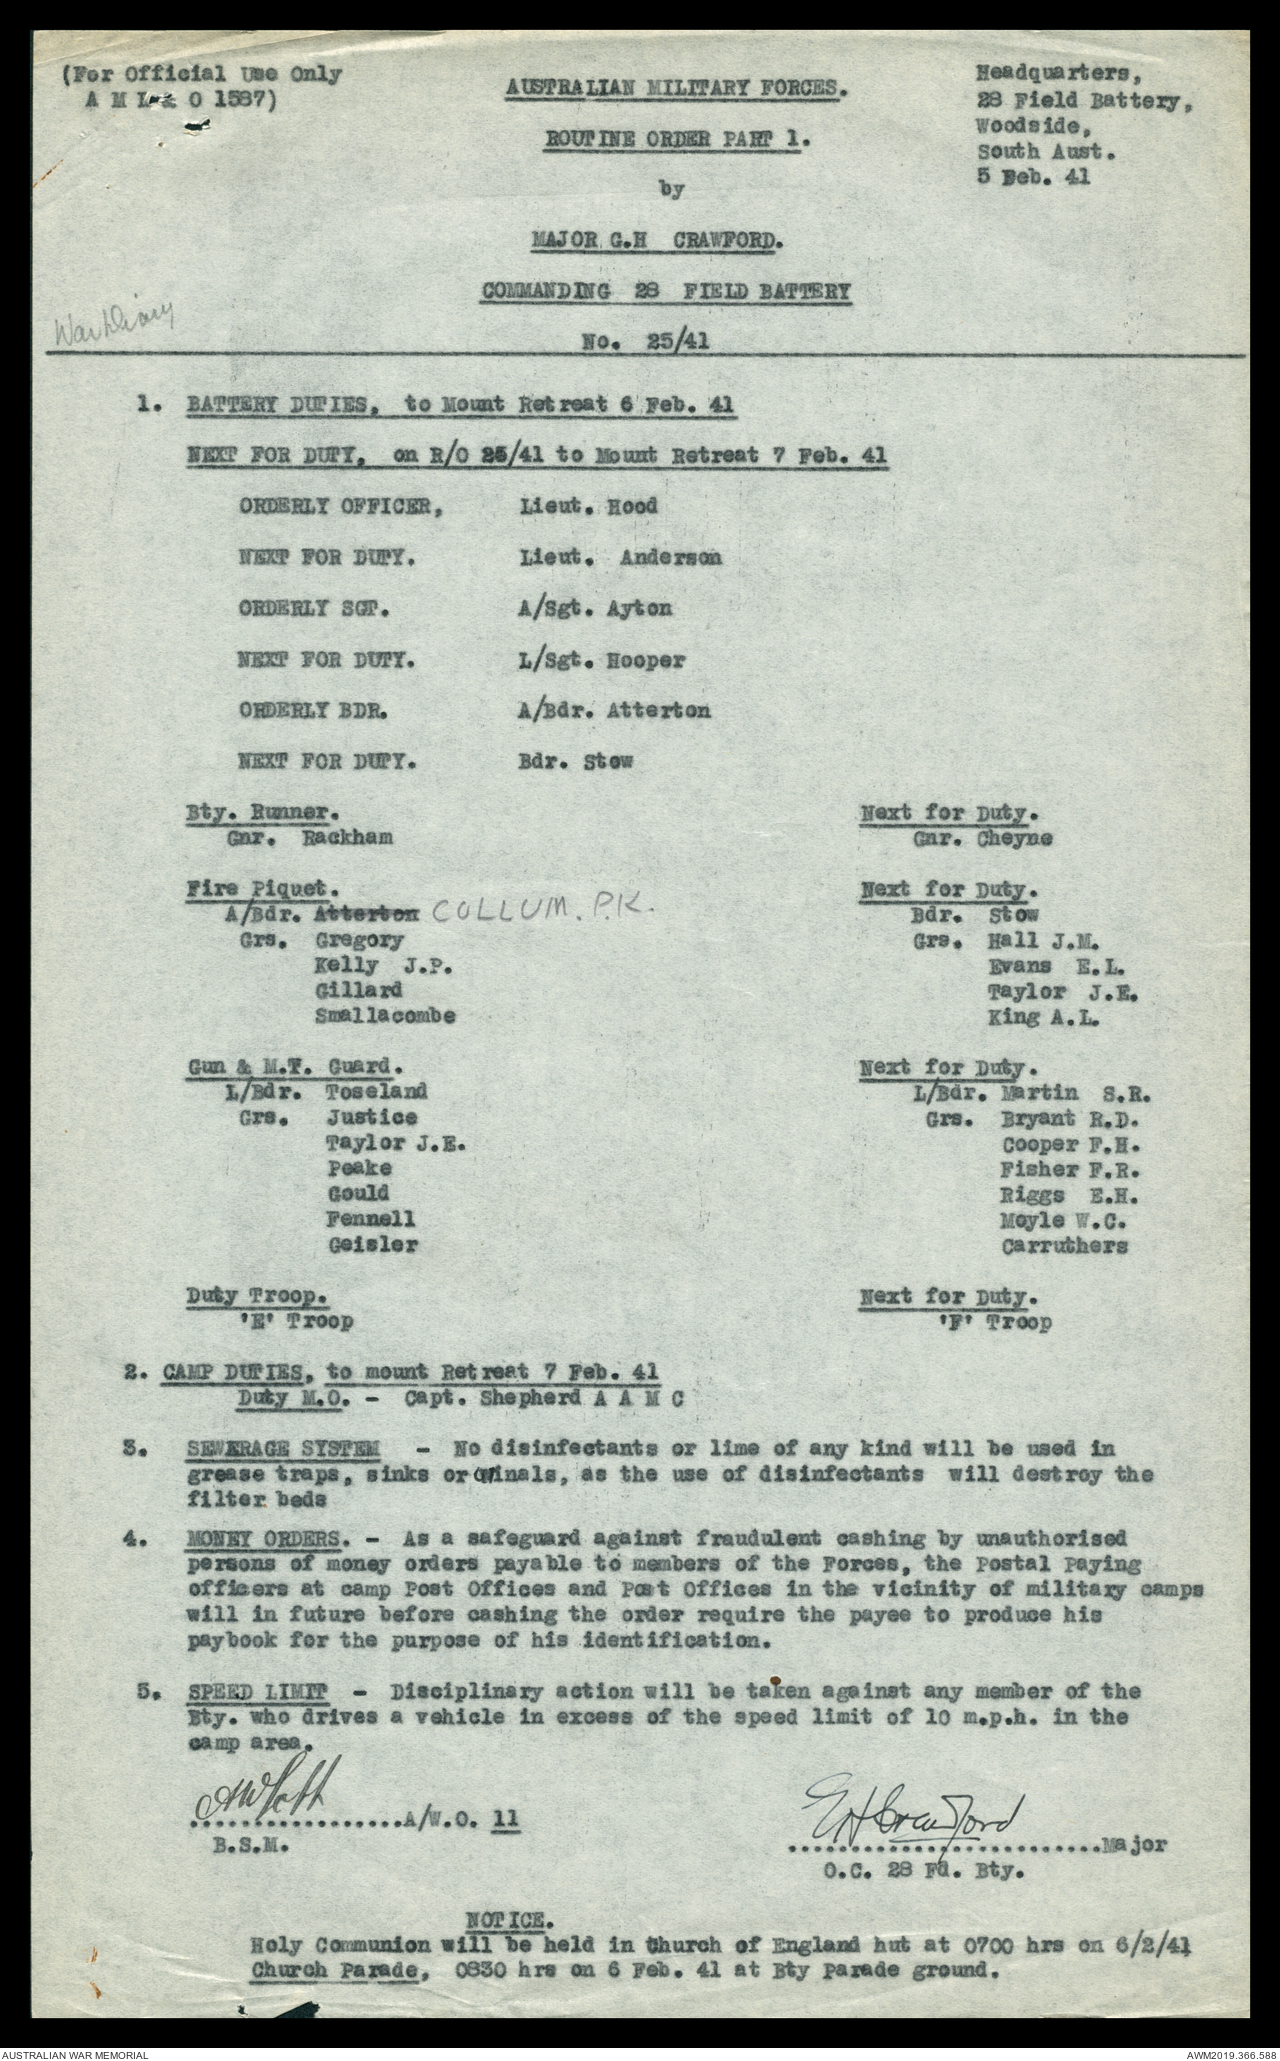 (For Official Use Only
A M L & O 1587)
AUSTRALIAN MILITARY FORCES.
Headquarters,
28 Field Battery,
Woodside,
South Aust.
5 Feb. 41
ROUTINE ORDER PART 1.
by
MAJOR G.H CRAWFORD.
COMMANDING 28 FIELD BATTERY
War Diary
No. 25/41
1. BATTERY DUTIES, to Mount Retreat 6 Feb. 41
NEXT FOR DUTY, on R/O 25/41 to Mount Retreat 7 Feb. 41
ORDERLY OFFICER, Lieut. Hood
NEXT FOR DUTY. Lieut. Anderson
ORDERLY SGT. A/Sgt. Ayton
NEXT FOR DUTY. L/Sgt. Hooper
ORDERLY BDR. A/Bdr. Atterton
NEXT FOR DUTY. Bdr. Stow
Bty. Runner. Next for Duty.
Gnr. Rackham Gnr. Cheyne
Fire Piquet. Next for Duty.
A/Bdr. Atterton COLLUM. P.K. Bdr. Stow
Grs. Gregory Grs. Hall J.M.
Kelly J.P. Evans E.L.
Gillard Taylor J.E.
Smallacombe King A.L.
Gun & M.T. Guard. Next for Duty.
L/Bdr. Toseland L/Bdr. Martin S.R.
Grs. Justice Grs. Bryant R.D.
Taylor J.E. Cooper F.H.
Peake Fisher F.R.
Gould Riggs E.H.
Fennell Moyle W.C.
Geisler Carruthers
Duty Troop. Next for Duty.
'E' Troop 'F' Troop
2. CAMP DUTIES, to mount Retreat 7 Feb. 41
Duty M.O. - Capt. Shepherd A A M C
3. SEWERAGE SYSTEM - No disinfectants or lime of any kind will be used in
grease traps, sinks or urinals, as the use of disinfectants will destroy the
filter beds
4. MONEY ORDERS. - As a safeguard against fraudulent cashing by unauthorised
persons of money orders payable to members of the Forces, the Postal Paying
officers at camp Post Offices and Post Offices in the vicinity of military camps
will in future before cashing the order require the payee to produce his
paybook for the purpose of his identification.
5. SPEED LIMIT - Disciplinary action will be taken against any member of the
Bty. who drives a vehicle in excess of the speed limit of 10 m.p.h. in the
camp area.
................A/W.O. 11
B.S.M.
GHCrawford
........................Major
O.C. 28 Fd. Bty.
NOTICE.
Holy Communion will be held in Church of England hut at 0700 hrs on 6/2/41
Church Parade, 0830 hrs on 6 Feb. 41 at Bty Parade ground.
AUSTRALIAN WAR MEMORIAL
AWM2019.366.588